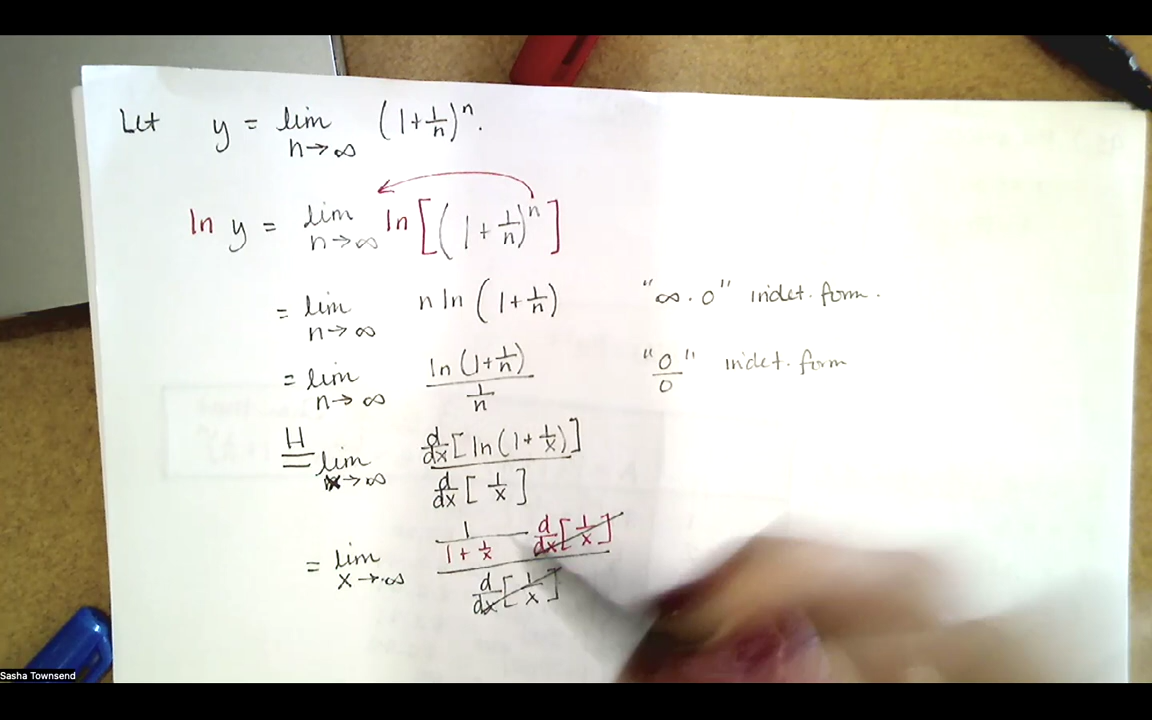 Let y = lim n→∞ (1+1/n)^n.
ln y = lim n→∞ ln[(1+1/n)^n]
= lim n→∞ n ln(1+1/n) "∞·0" indet. form.
= lim n→∞ ln(1+1/n) / (1/n) "0/0" indet. form
H= lim x→∞ d/dx[ln(1+1/x)] / d/dx[1/x]
= lim x→∞ 1/(1+1/x) d/dx[1/x] / d/dx[1/x]
Sasha Townsend